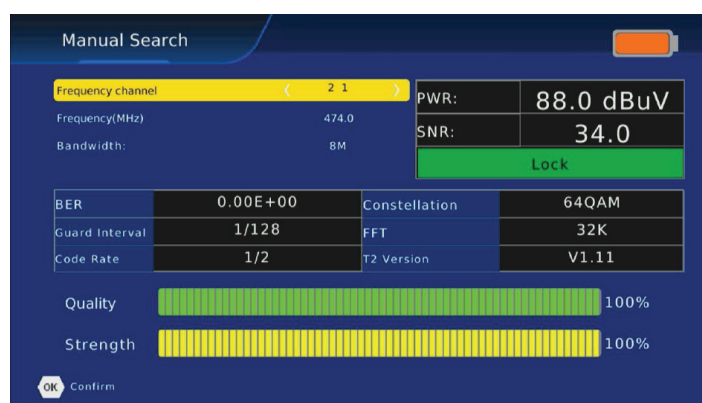 Manual Search
Frequency channel 2 1
Frequency(MHz) 474.0
Bandwidth: 8M
PWR: 88.0 dBuV
SNR: 34.0
Lock
BER 0.00E+00 Constellation 64QAM
Guard Interval 1/128 FFT 32K
Code Rate 1/2 T2 Version V1.11
Quality 100%
Strength 100%
OK Confirm